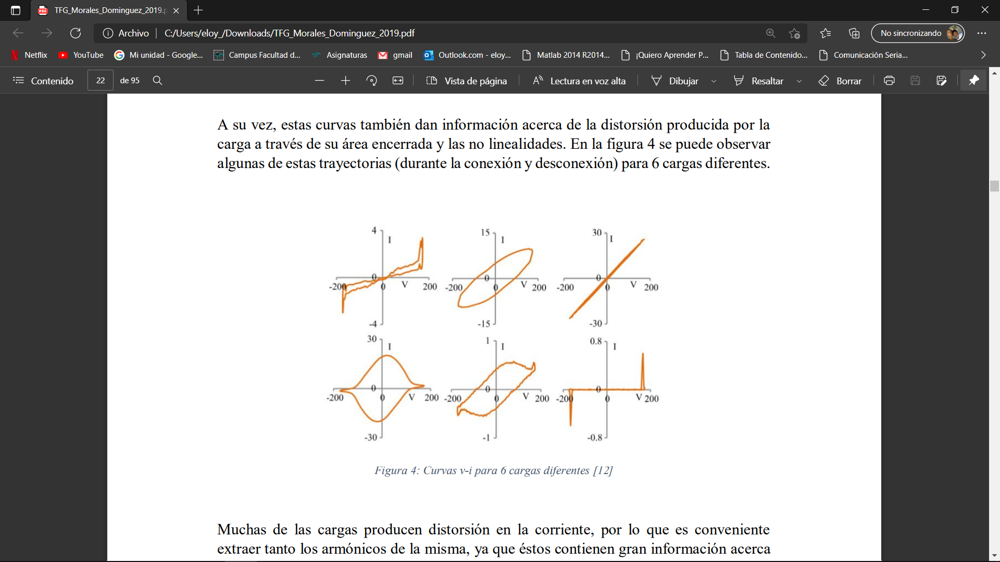 TFG_Morales_Dominguez_2019.p
Archivo C:/Users/eloy_/Downloads/TFG_Morales_Dominguez_2019.pdf No sincronizando
Netflix YouTube Mi unidad - Google... Campus Facultad d... Asignaturas gmail Outlook.com - eloy... Matlab 2014 R2014... ¡Quiero Aprender P... Tabla de Contenido... Comunicación Seria...
Contenido 22 de 95 Vista de página Lectura en voz alta Dibujar Resaltar Borrar
A su vez, estas curvas también dan información acerca de la distorsión producida por la
carga a través de su área encerrada y las no linealidades. En la figura 4 se puede observar
algunas de estas trayectorias (durante la conexión y desconexión) para 6 cargas diferentes.
4 I 15 I 30 I
0 0 0
-200 0 V 200 -200 0 V 200 -200 0 V 200
-4 -15 -30
30 I 1 I 0.8 I
0 0 0
-200 0 V 200 -200 0 V 200 -200 0 V 200
-30 -1 -0.8
Figura 4: Curvas v-i para 6 cargas diferentes [12]
Muchas de las cargas producen distorsión en la corriente, por lo que es conveniente
extraer tanto los armónicos de la misma, ya que éstos contienen gran información acerca